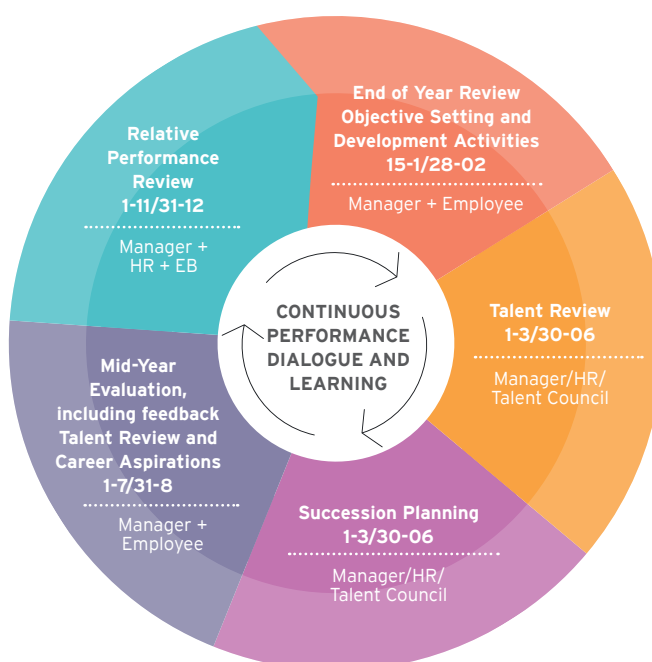 End of Year Review
Objective Setting and
Development Activities
15-1/28-02
Manager + Employee
Talent Review
1-3/30-06
Manager/HR/
Talent Council
Succession Planning
1-3/30-06
Manager/HR/
Talent Council
Mid-Year
Evaluation,
including feedback
Talent Review and
Career Aspirations
1-7/31-8
Manager +
Employee
Relative
Performance
Review
1-11/31-12
Manager +
HR + EB
CONTINUOUS
PERFORMANCE
DIALOGUE AND
LEARNING